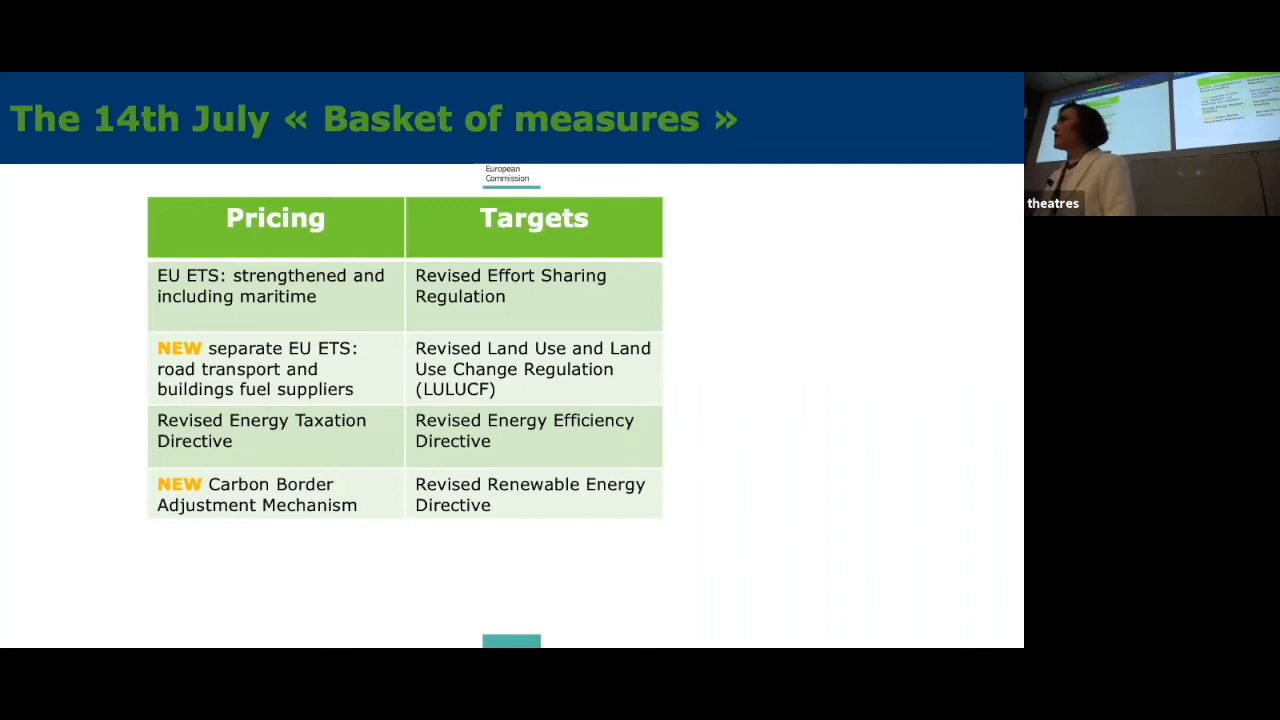 The 14th July « Basket of measures »
European
Commission
Pricing
Targets
EU ETS: strengthened and
including maritime
Revised Effort Sharing
Regulation
NEW separate EU ETS:
road transport and
buildings fuel suppliers
Revised Land Use and Land
Use Change Regulation
(LULUCF)
Revised Energy Taxation
Directive
Revised Energy Efficiency
Directive
NEW Carbon Border
Adjustment Mechanism
Revised Renewable Energy
Directive
theatres